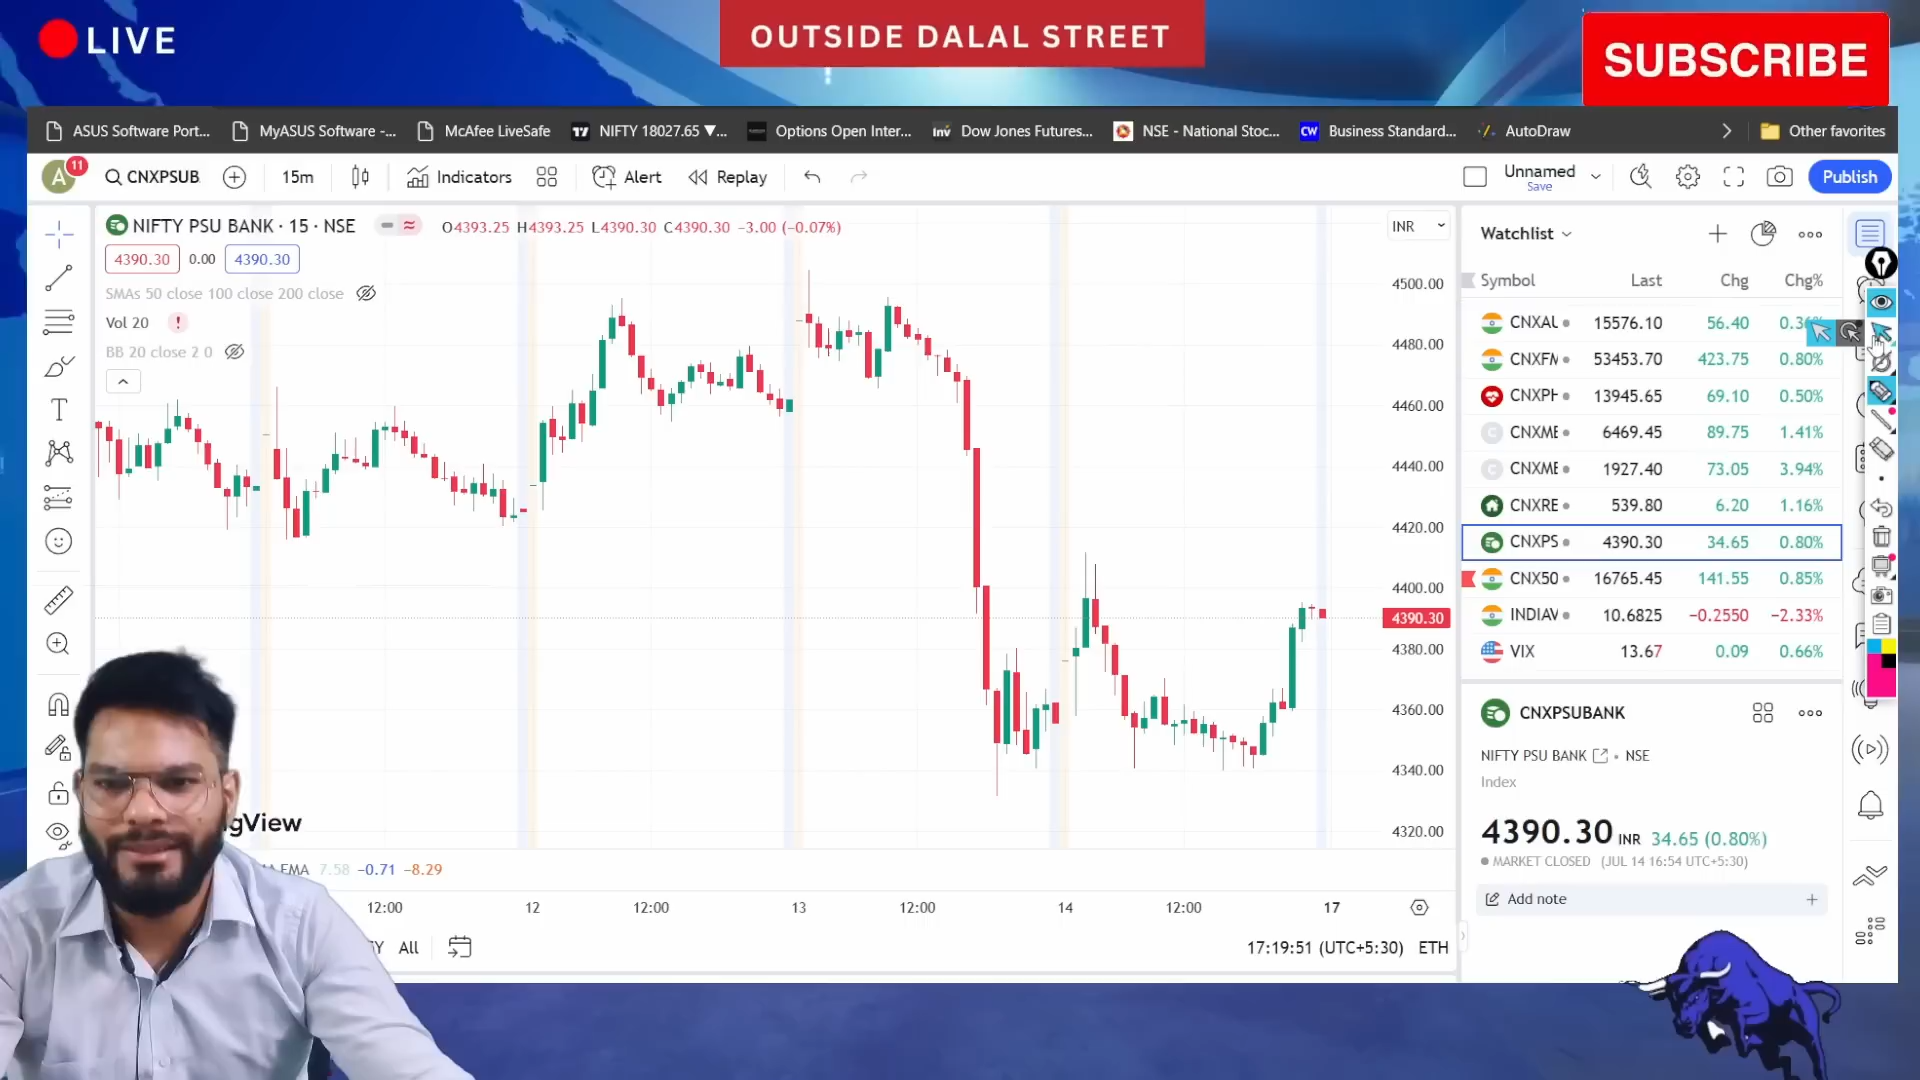 LIVE
OUTSIDE DALAL STREET
SUBSCRIBE
ASUS Software Port... MyASUS Software -... McAfee LiveSafe NIFTY 18027.65 ▼... Options Open Inter... inv Dow Jones Futures... NSE - National Stoc... CW Business Standard... AutoDraw Other favorites
A 11 CNXPSUB 15m Indicators Alert Replay Unnamed Save Publish
NIFTY PSU BANK · 15 · NSE O4393.25 H4393.25 L4390.30 C4390.30 −3.00 (−0.07%) INR
4390.30 0.00 4390.30
SMAs 50 close 100 close 200 close
Vol 20 !
BB 20 close 2 0
4500.00
4480.00
4460.00
4440.00
4420.00
4400.00
4390.30
4380.00
4360.00
4340.00
4320.00
Watchlist
Symbol Last Chg Chg%
CNXAU 15576.10 56.40
CNXFM 53453.70 423.75 0.80%
CNXPH 13945.65 69.10 0.50%
CNXME 6469.45 89.75 1.41%
CNXME 1927.40 73.05 3.94%
CNXRE 539.80 6.20 1.16%
CNXPS 4390.30 34.65 0.80%
CNX50 16765.45 141.55 0.85%
INDIAV 10.6825 −0.2550 −2.33%
VIX 13.67 0.09 0.66%
CNXPSUBANK
NIFTY PSU BANK • NSE
Index
4390.30 INR 34.65 (0.80%)
MARKET CLOSED (JUL 14 16:54 UTC+5:30)
Add note
gView
EMA 7.58 −0.71 −8.29
12:00 12 12:00 13 12:00 14 12:00 17
Y All 17:19:51 (UTC+5:30) ETH